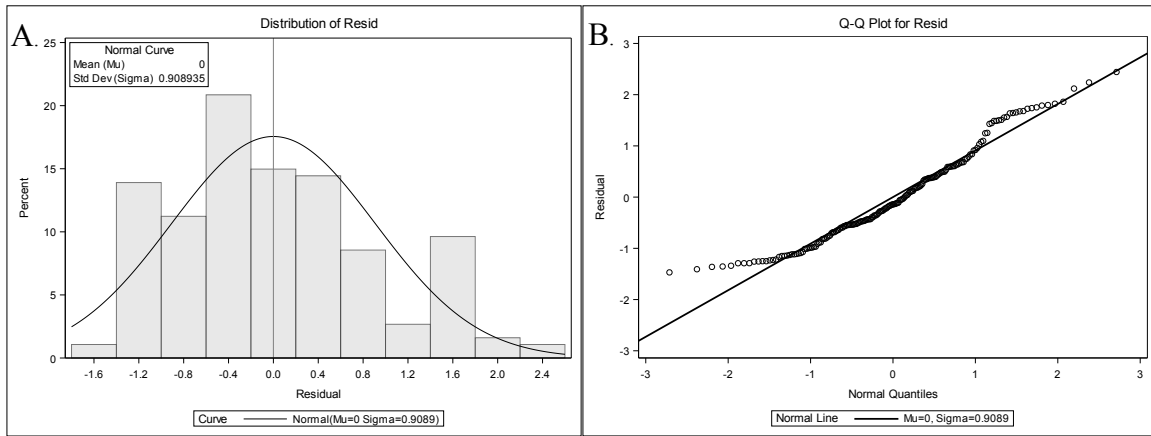 A.
Distribution of Resid
25
20
15
10
5
0
Percent
Normal Curve
Mean (Mu) 0
Std Dev (Sigma) 0.908935
-1.6 -1.2 -0.8 -0.4 0.0 0.4 0.8 1.2 1.6 2.0 2.4
Residual
Curve Normal(Mu=0 Sigma=0.9089)
B.
Q-Q Plot for Resid
3
2
1
0
-1
-2
-3
Residual
-3 -2 -1 0 1 2 3
Normal Quantiles
Normal Line Mu=0, Sigma=0.9089